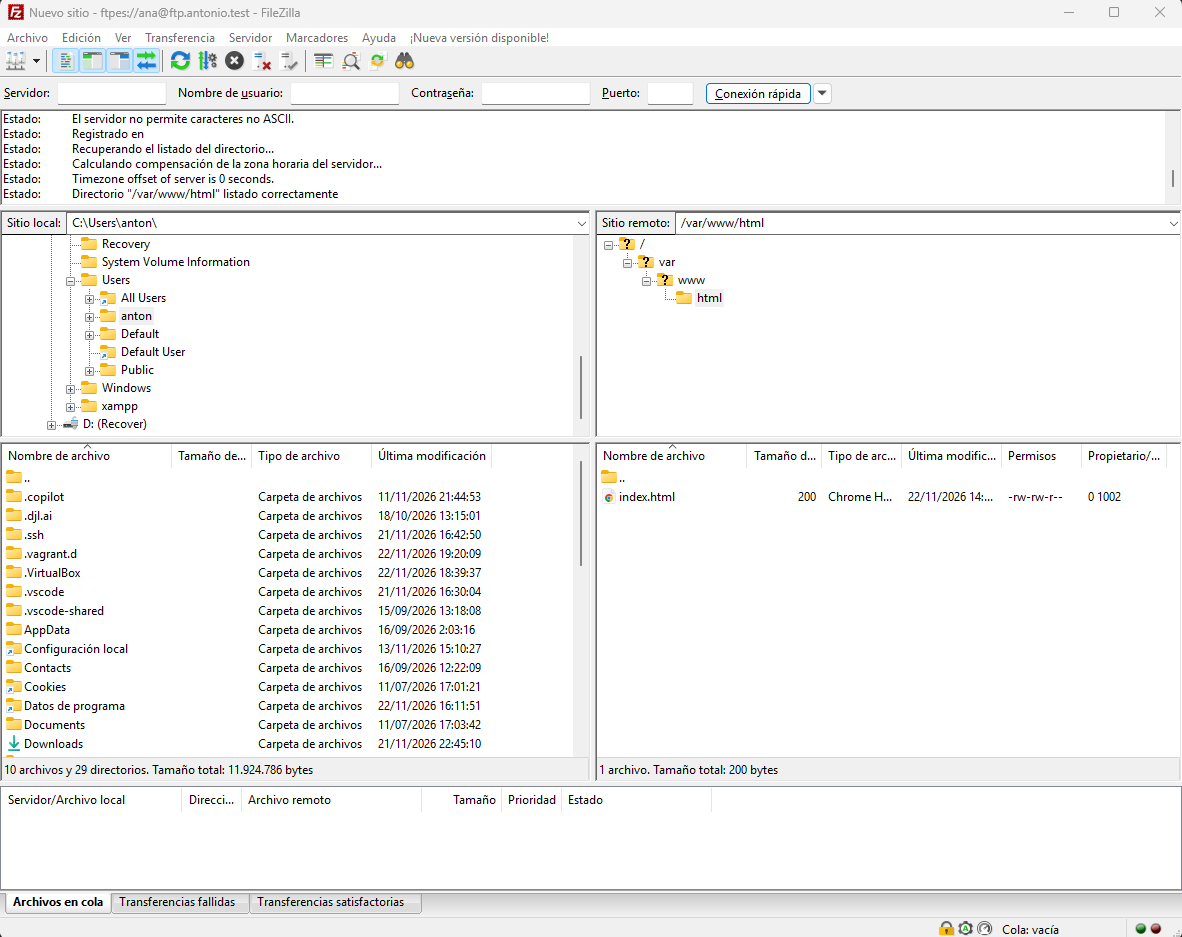 Nuevo sitio - ftpes://ana@ftp.antonio.test - FileZilla
Archivo Edición Ver Transferencia Servidor Marcadores Ayuda ¡Nueva versión disponible!
Servidor: Nombre de usuario: Contraseña: Puerto: Conexión rápida
Estado: El servidor no permite caracteres no ASCII.
Estado: Registrado en
Estado: Recuperando el listado del directorio...
Estado: Calculando compensación de la zona horaria del servidor...
Estado: Timezone offset of server is 0 seconds.
Estado: Directorio "/var/www/html" listado correctamente
Sitio local: C:\Users\anton\
Recovery
System Volume Information
Users
All Users
anton
Default
Default User
Public
Windows
xampp
D: (Recover)
Sitio remoto: /var/www/html
/
var
www
html
Nombre de archivo Tamaño de... Tipo de archivo Última modificación
..
.copilot Carpeta de archivos 11/11/2026 21:44:53
.djl.ai Carpeta de archivos 18/10/2026 13:15:01
.ssh Carpeta de archivos 21/11/2026 16:42:50
.vagrant.d Carpeta de archivos 22/11/2026 19:20:09
.VirtualBox Carpeta de archivos 22/11/2026 18:39:37
.vscode Carpeta de archivos 21/11/2026 16:30:04
.vscode-shared Carpeta de archivos 15/09/2026 13:18:08
AppData Carpeta de archivos 16/09/2026 2:03:16
Configuración local Carpeta de archivos 13/11/2026 15:10:27
Contacts Carpeta de archivos 16/09/2026 12:22:09
Cookies Carpeta de archivos 11/07/2026 17:01:21
Datos de programa Carpeta de archivos 22/11/2026 16:11:51
Documents Carpeta de archivos 11/07/2026 17:03:42
Downloads Carpeta de archivos 21/11/2026 22:45:10
10 archivos y 29 directorios. Tamaño total: 11.924.786 bytes
Nombre de archivo Tamaño d... Tipo de arc... Última modific... Permisos Propietario/...
..
index.html 200 Chrome H... 22/11/2026 14:... -rw-rw-r-- 0 1002
1 archivo. Tamaño total: 200 bytes
Servidor/Archivo local Direcci... Archivo remoto Tamaño Prioridad Estado
Archivos en cola Transferencias fallidas Transferencias satisfactorias
Cola: vacía